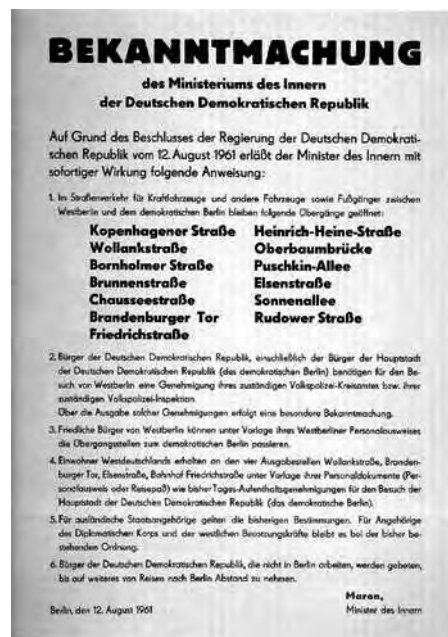 BEKANNTMACHUNG
des Ministeriums des Innern
der Deutschen Demokratischen Republik
Auf Grund des Beschlusses der Regierung der Deutschen Demokrati-
schen Republik vom 12. August 1961 erläßt der Minister des Innern mit
sofortiger Wirkung folgende Anweisung:
1. Im Straßenverkehr für Kraftfahrzeuge und andere Fahrzeuge sowie Fußgänger zwischen
Westberlin und dem demokratischen Berlin bleiben folgende Übergänge geöffnet:
Kopenhagener Straße Heinrich-Heine-Straße
Wollankstraße Oberbaumbrücke
Bornholmer Straße Puschkin-Allee
Brunnenstraße Elsenstraße
Chausseestraße Sonnenallee
Brandenburger Tor Rudower Straße
Friedrichstraße
2. Bürger der Deutschen Demokratischen Republik, einschließlich der Bürger der Hauptstadt
der Deutschen Demokratischen Republik (des demokratischen Berlin) benötigen für den Be-
such von Westberlin eine Genehmigung ihres zuständigen Volkspolizei-Kreisamtes bzw. ihrer
zuständigen Volkspolizei-Inspektion.
Über die Ausgabe solcher Genehmigungen erfolgt eine besondere Bekanntmachung.
3. Friedliche Bürger von Westberlin können unter Vorlage ihres Westberliner Personalausweises
die Übergangsstellen zum demokratischen Berlin passieren.
4. Einwohner Westdeutschlands erhalten an den vier Ausgabestellen Wollankstraße, Branden-
burger Tor, Elsenstraße, Bahnhof Friedrichstraße unter Vorlage ihrer Personaldokumente (Per-
sonalausweis oder Reisepaß) wie bisher Tages-Aufenthaltsgenehmigungen für den Besuch der
Hauptstadt der Deutschen Demokratischen Republik (das demokratische Berlin).
5. Für ausländische Staatsangehörige gelten die bisherigen Bestimmungen. Für Angehörige
des Diplomatischen Korps und der westlichen Besatzungskräfte bleibt es bei der bisher be-
stehenden Ordnung.
6. Bürger der Deutschen Demokratischen Republik, die nicht in Berlin arbeiten, werden gebeten,
bis auf weiteres von Reisen nach Berlin Abstand zu nehmen.
Maron,
Berlin, den 12. August 1961 Minister des Innern